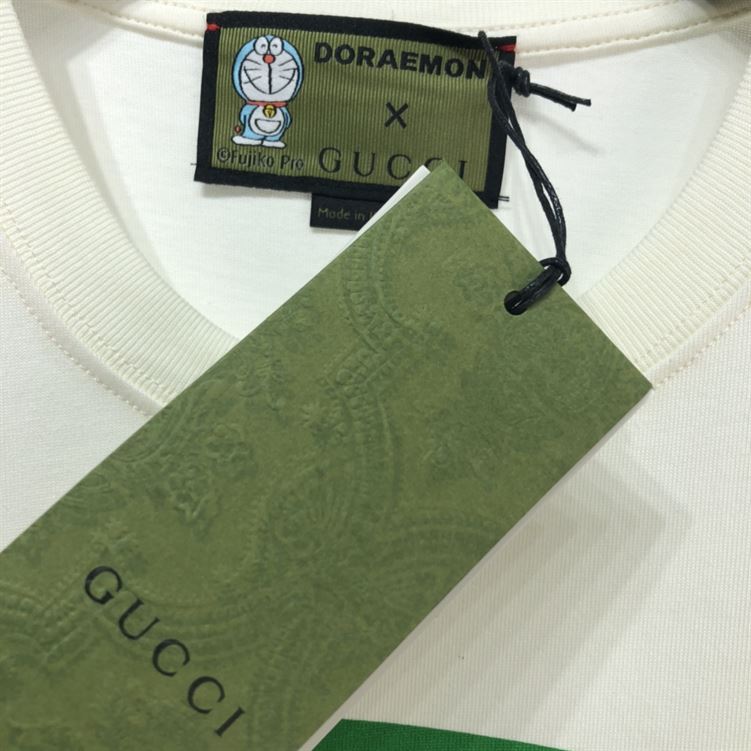 DORAEMON
×
©Fujiko Pro GUCCI
Made in
GUCCI